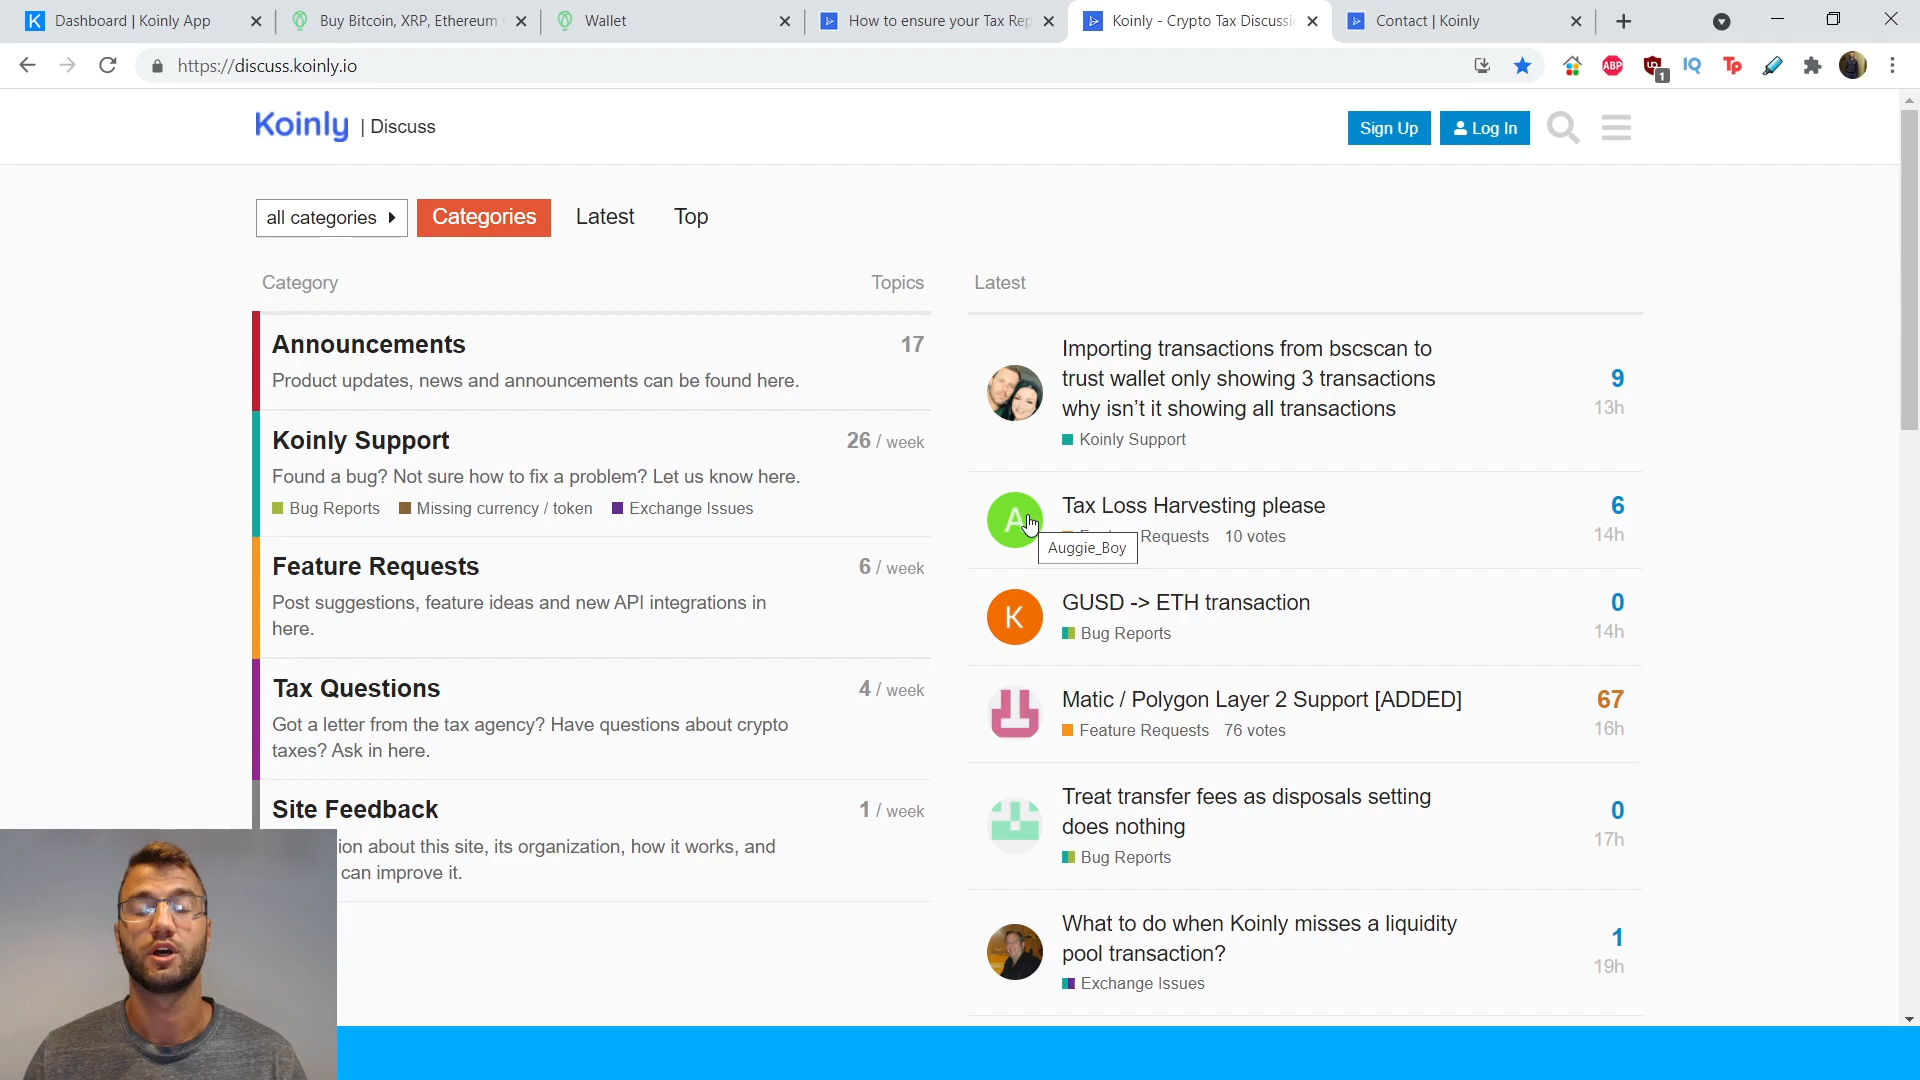 Dashboard | Koinly App
Buy Bitcoin, XRP, Ethereum
Wallet
How to ensure your Tax Rep
Koinly - Crypto Tax Discussi
Contact | Koinly
https://discuss.koinly.io
ABP
1
IQ
Tp
Koinly | Discuss
Sign Up
Log In
all categories
Categories
Latest
Top
Category
Topics
Announcements
17
Product updates, news and announcements can be found here.
Koinly Support
26 / week
Found a bug? Not sure how to fix a problem? Let us know here.
Bug Reports
Missing currency / token
Exchange Issues
Feature Requests
6 / week
Post suggestions, feature ideas and new API integrations in
here.
Tax Questions
4 / week
Got a letter from the tax agency? Have questions about crypto
taxes? Ask in here.
Site Feedback
1 / week
ion about this site, its organization, how it works, and
can improve it.
Latest
Importing transactions from bscscan to
trust wallet only showing 3 transactions
why isn't it showing all transactions
9
13h
Koinly Support
A
Tax Loss Harvesting please
6
14h
Requests
10 votes
Auggie_Boy
K
GUSD -> ETH transaction
0
14h
Bug Reports
Matic / Polygon Layer 2 Support [ADDED]
67
16h
Feature Requests
76 votes
Treat transfer fees as disposals setting
does nothing
0
17h
Bug Reports
What to do when Koinly misses a liquidity
pool transaction?
1
19h
Exchange Issues